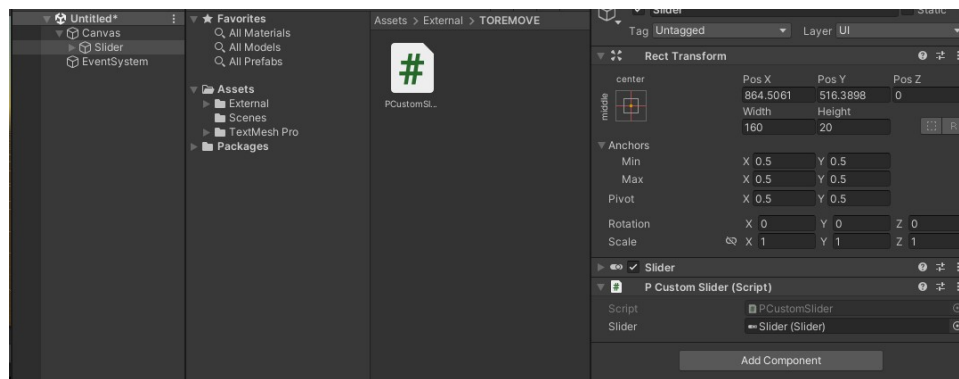 Untitled*
Canvas
Slider
EventSystem
Favorites
All Materials
All Models
All Prefabs
Assets
External
Scenes
TextMesh Pro
Packages
Assets > External > TOREMOVE
PCustomSl...
Slider
Static
Tag Untagged Layer UI
Rect Transform
center
middle
Pos X Pos Y Pos Z
864.5061 516.3898 0
Width Height
160 20
R
Anchors
Min X 0.5 Y 0.5
Max X 0.5 Y 0.5
Pivot X 0.5 Y 0.5
Rotation X 0 Y 0 Z 0
Scale X 1 Y 1 Z 1
Slider
# P Custom Slider (Script)
Script PCustomSlider
Slider Slider (Slider)
Add Component